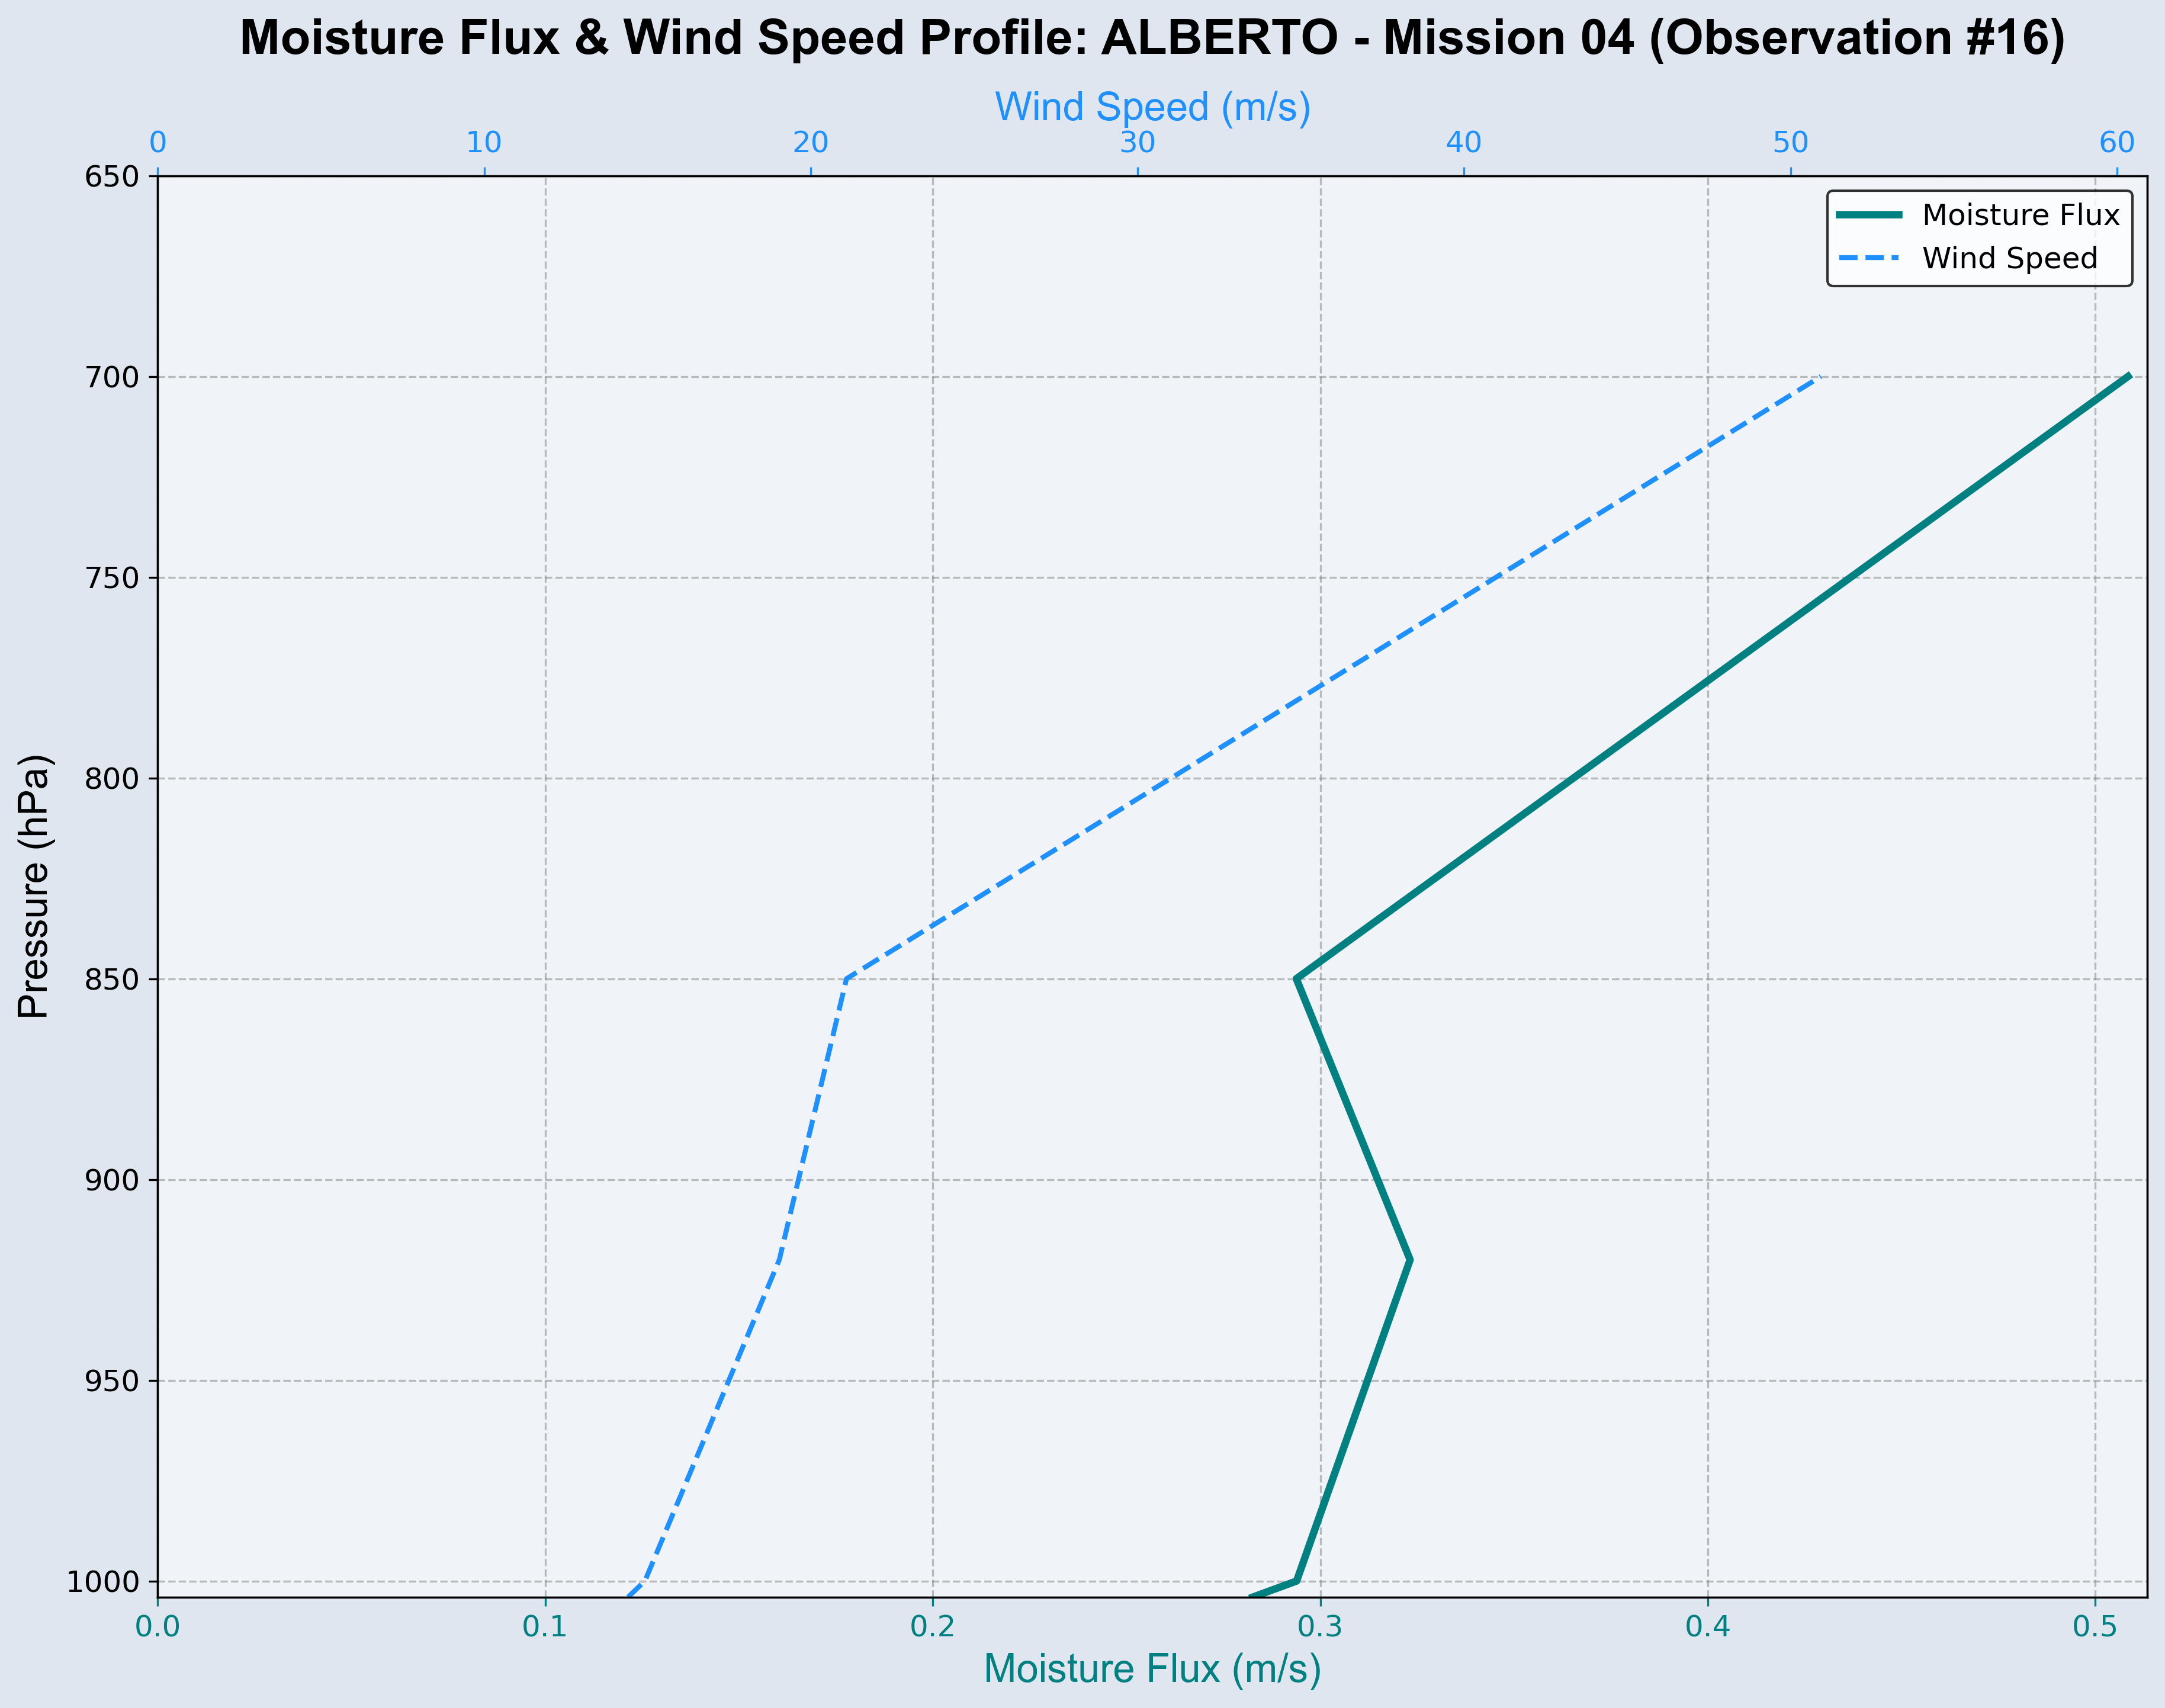 Moisture Flux & Wind Speed Profile: ALBERTO - Mission 04 (Observation #16)
Wind Speed (m/s)
0 10 20 30 40 50 60
Moisture Flux
Wind Speed
Pressure (hPa)
650
700
750
800
850
900
950
1000
0.0 0.1 0.2 0.3 0.4 0.5
Moisture Flux (m/s)